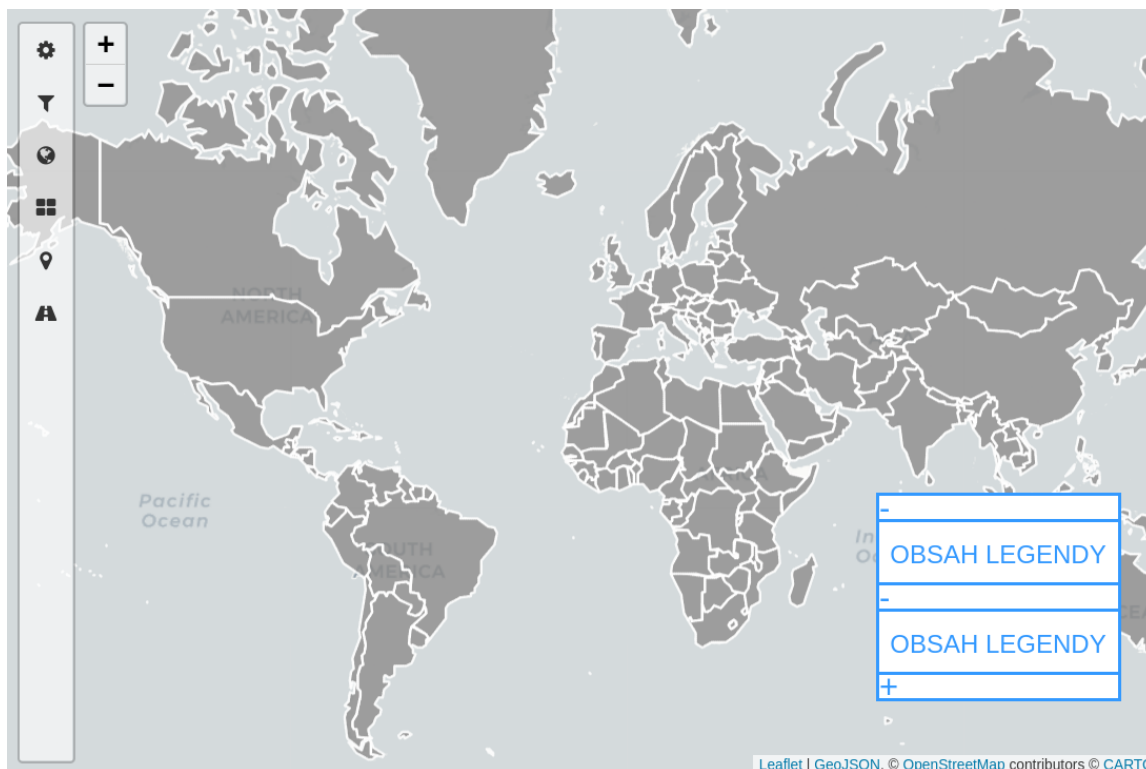 +
−
NORTH
AMERICA
Pacific
Ocean
SOUTH
AMERICA
-
OBSAH LEGENDY
-
OBSAH LEGENDY
+
Leaflet | GeoJSON, © OpenStreetMap contributors © CARTO